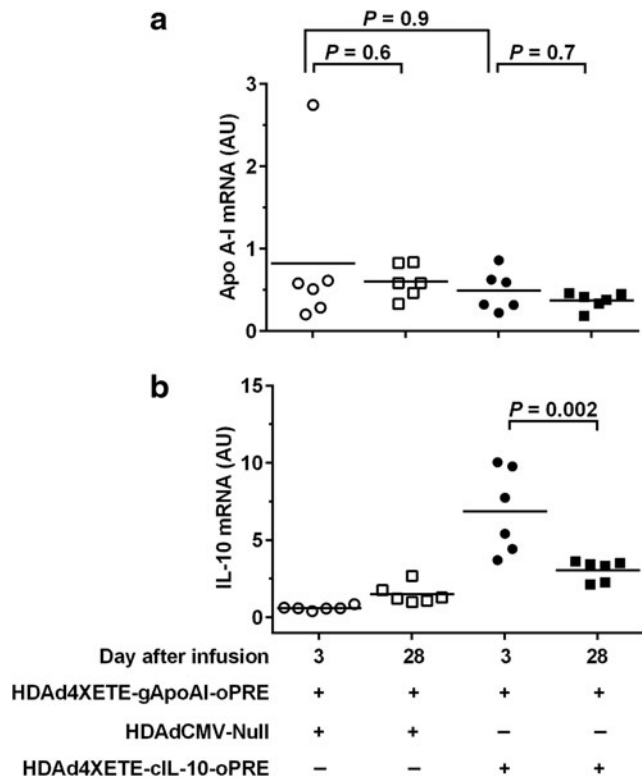 a
P = 0.9
P = 0.6
P = 0.7
3
2
1
0
Apo A-I mRNA (AU)
b
15
10
5
0
IL-10 mRNA (AU)
P = 0.002
Day after infusion 3 28 3 28
HDAd4XETE-gApoAI-oPRE + + + +
HDAdCMV-Null + + – –
HDAd4XETE-cIL-10-oPRE – – + +